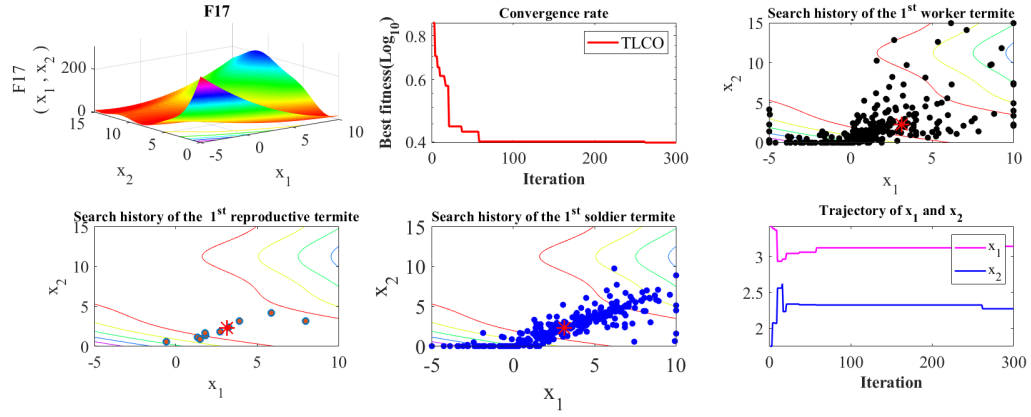 F17
F17
( x1 , x2 )
200
0
15
10
5
0
-5
0
5
10
x2
x1
Convergence rate
Best fitness(Log10)
0.8
0.6
0.4
TLCO
0
100
200
300
Iteration
Search history of the 1st worker termite
x2
15
10
5
0
-5
0
5
10
x1
Search history of the 1st reproductive termite
x2
15
10
5
0
-5
0
5
10
x1
Search history of the 1st soldier termite
x2
15
10
5
0
-5
0
5
10
x1
Trajectory of x1 and x2
3
2.5
2
x1
x2
0
100
200
300
Iteration